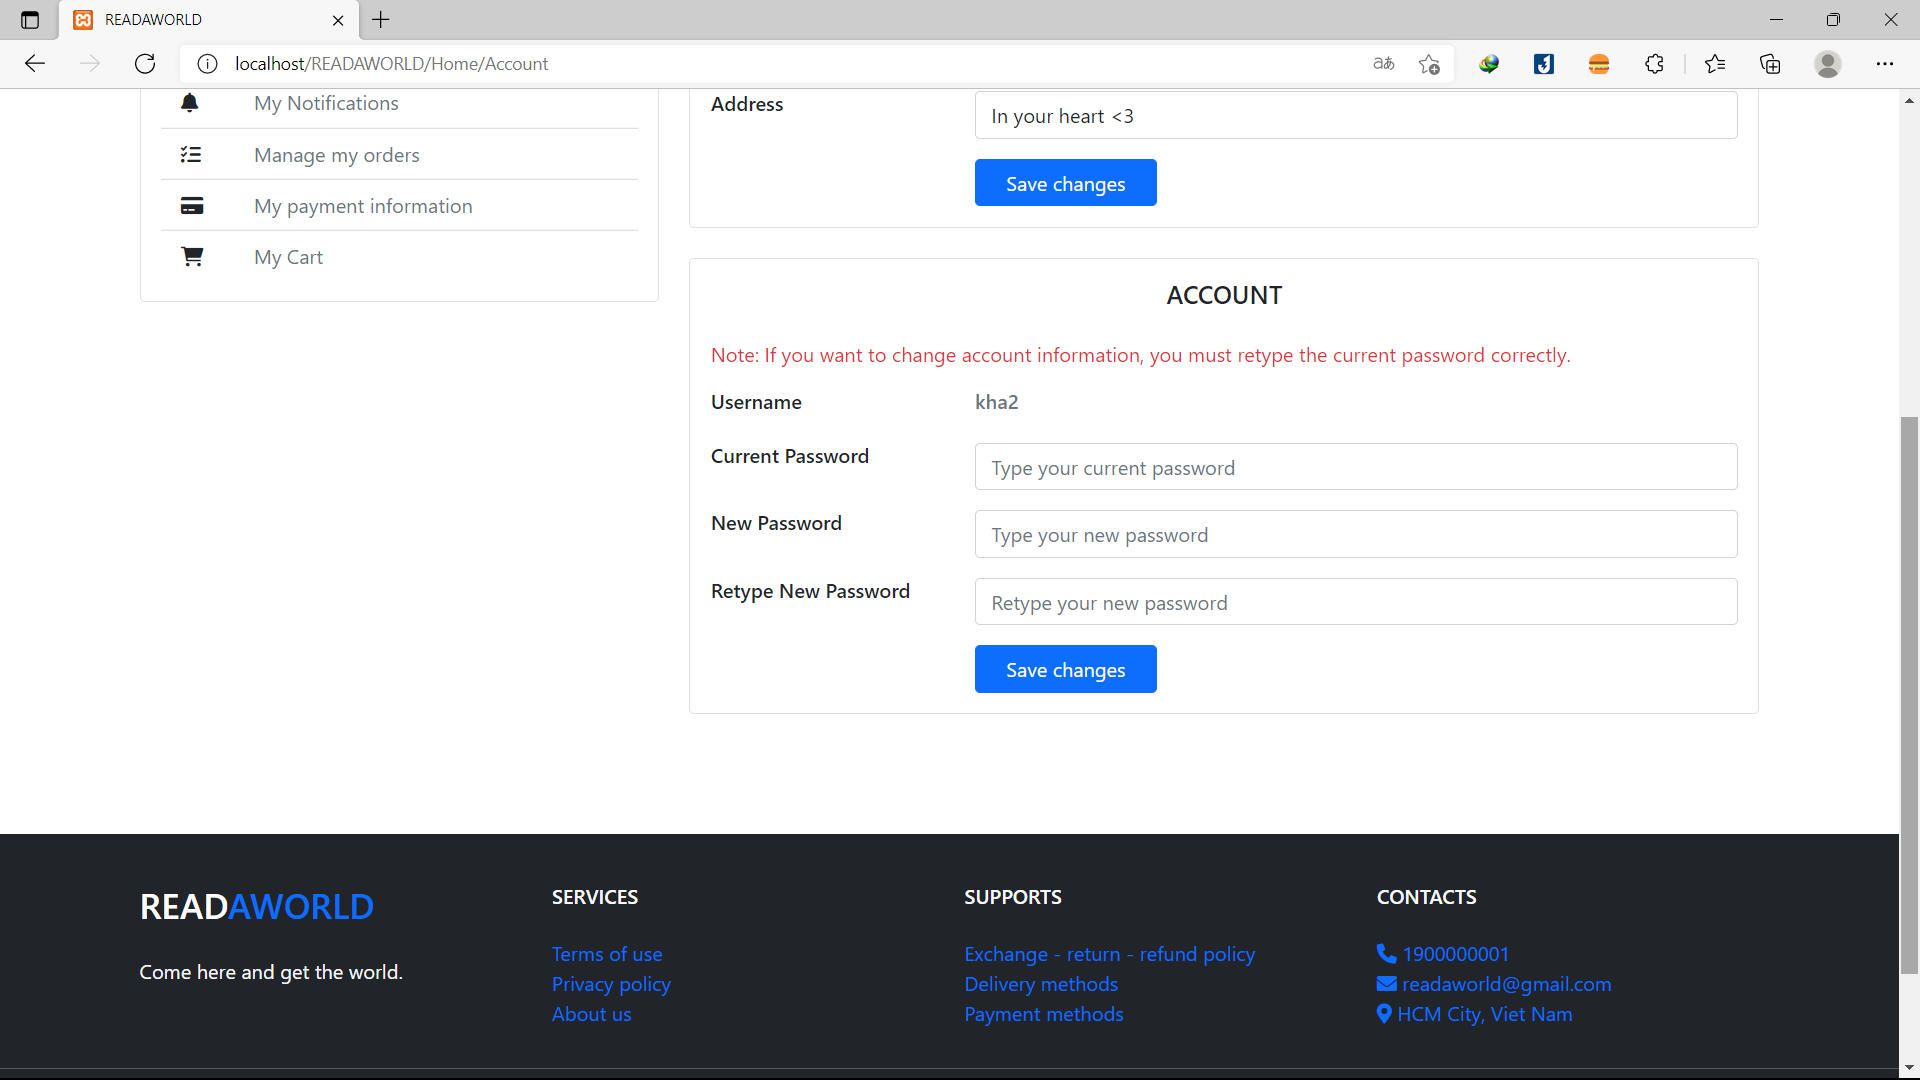 READAWORLD
localhost/READAWORLD/Home/Account
aあ
My Notifications
Manage my orders
My payment information
My Cart
Address
In your heart <3
Save changes
ACCOUNT
Note: If you want to change account information, you must retype the current password correctly.
Username
kha2
Current Password
Type your current password
New Password
Type your new password
Retype New Password
Retype your new password
Save changes
READAWORLD
Come here and get the world.
SERVICES
Terms of use
Privacy policy
About us
SUPPORTS
Exchange - return - refund policy
Delivery methods
Payment methods
CONTACTS
1900000001
readaworld@gmail.com
HCM City, Viet Nam